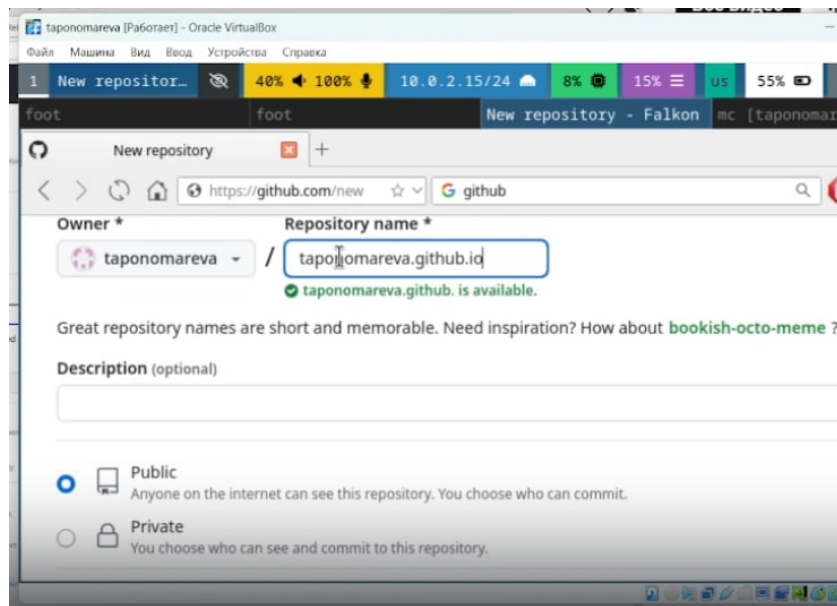 taponomareva [Работает] - Oracle VirtualBox
Файл Машина Вид Ввод Устройства Справка
1 New repositor… 40% 100% 10.0.2.15/24 8% 15% us 55%
foot foot New repository - Falkon mc [taponomar
New repository
https://github.com/new github
Owner * Repository name *
taponomareva / taponomareva.github.io
taponomareva.github. is available.
Great repository names are short and memorable. Need inspiration? How about bookish-octo-meme ?
Description (optional)
Public
Anyone on the internet can see this repository. You choose who can commit.
Private
You choose who can see and commit to this repository.